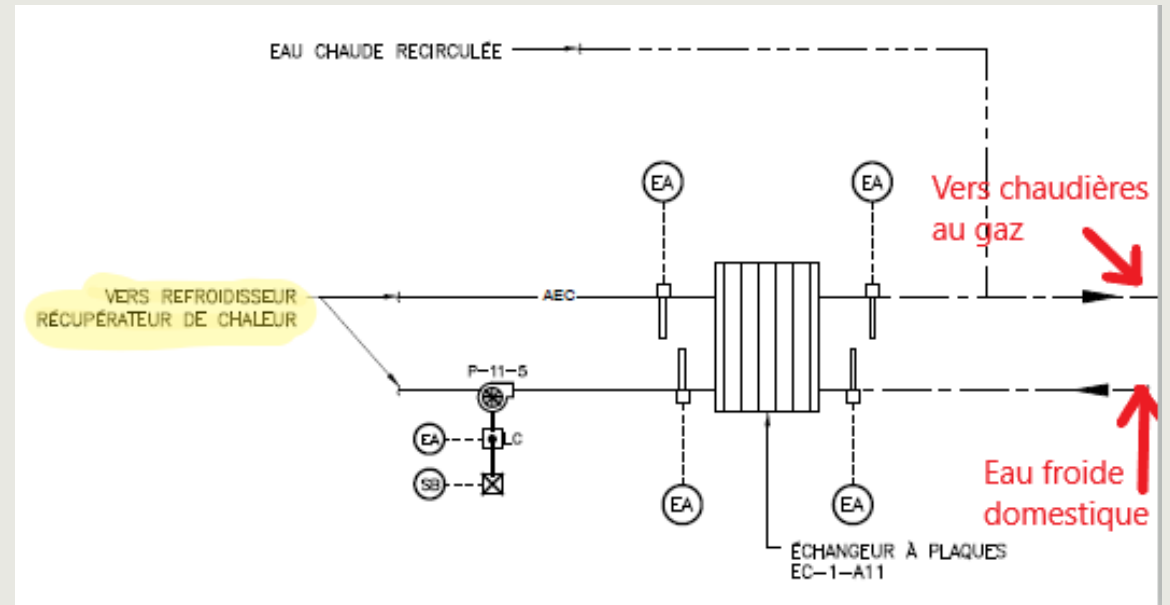 EAU CHAUDE RECIRCULÉE
EA
EA
Vers chaudières
au gaz
VERS REFROIDISSEUR
RÉCUPÉRATEUR DE CHALEUR
AEC
P-11-5
EA
LC
SB
EA
EA
Eau froide
domestique
ÉCHANGEUR À PLAQUES
EC-1-A11